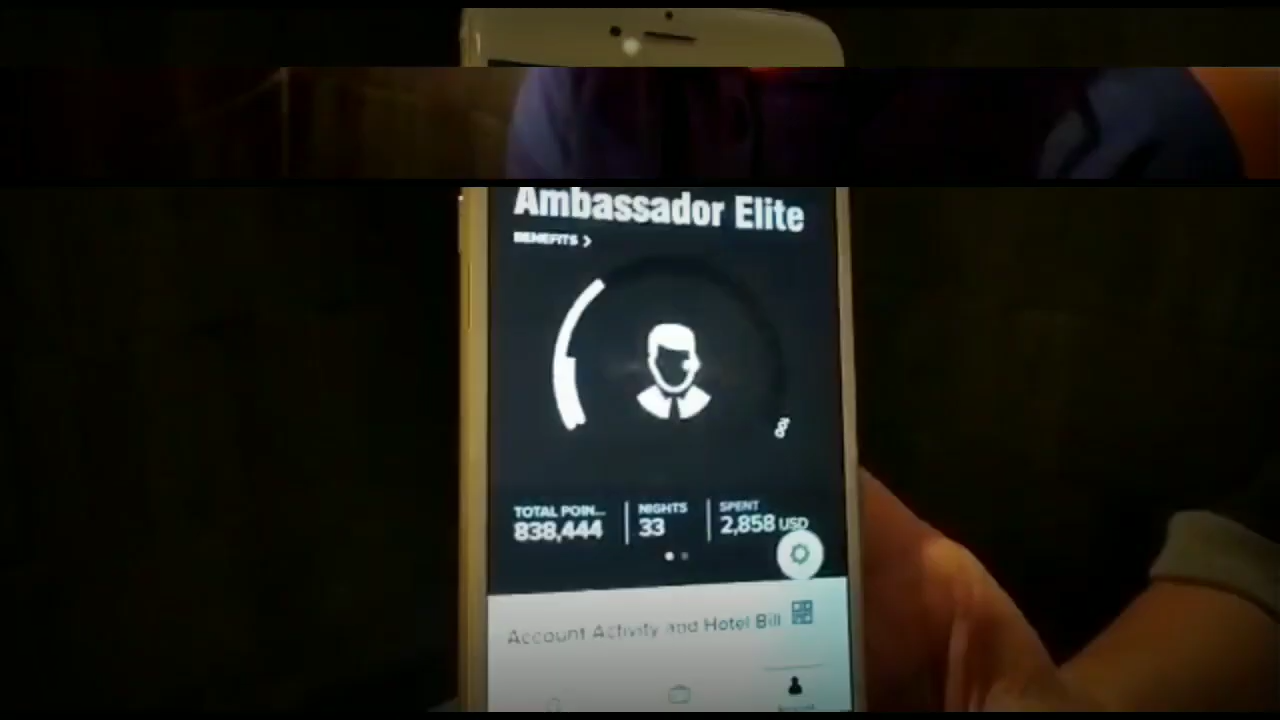 Ambassador Elite
BENEFITS >
TOTAL POIN... NIGHTS SPENT
838,444 33 2,858 USD
Account Activity and Hotel Bill